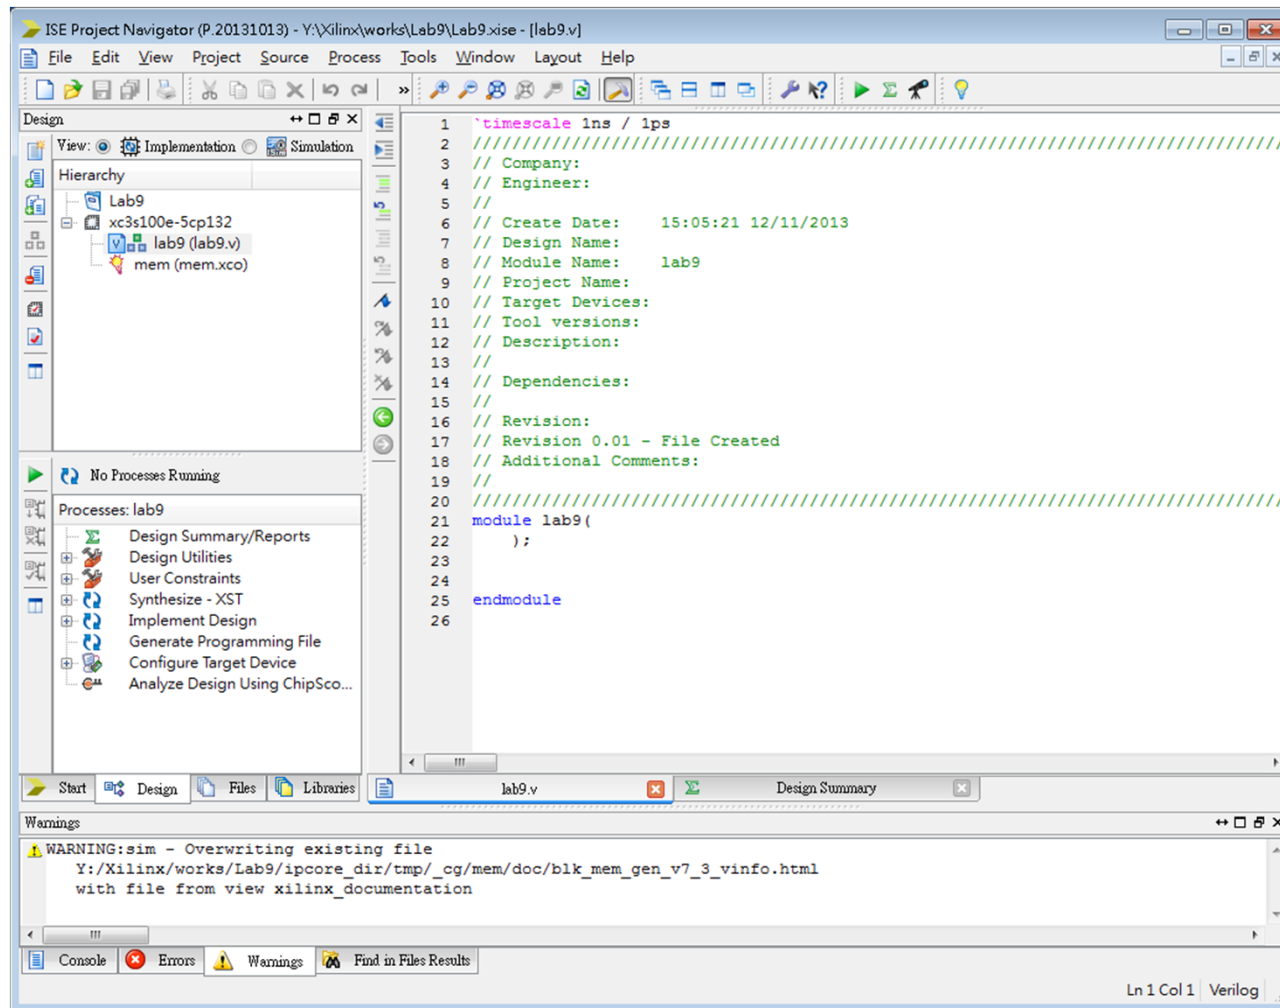 ISE Project Navigator (P.20131013) - Y:\Xilinx\works\Lab9\Lab9.xise - [lab9.v]
File Edit View Project Source Process Tools Window Layout Help
Design
View: Implementation Simulation
Hierarchy
Lab9
xc3s100e-5cp132
lab9 (lab9.v)
mem (mem.xco)
No Processes Running
Processes: lab9
Design Summary/Reports
Design Utilities
User Constraints
Synthesize - XST
Implement Design
Generate Programming File
Configure Target Device
Analyze Design Using ChipSco...
Start Design Files Libraries
1 `timescale 1ns / 1ps
2 //////////////////////////////////////////////////////////////////////////////////
3 // Company:
4 // Engineer:
5 //
6 // Create Date:    15:05:21 12/11/2013
7 // Design Name:
8 // Module Name:    lab9
9 // Project Name:
10 // Target Devices:
11 // Tool versions:
12 // Description:
13 //
14 // Dependencies:
15 //
16 // Revision:
17 // Revision 0.01 - File Created
18 // Additional Comments:
19 //
20 //////////////////////////////////////////////////////////////////////////////////
21 module lab9(
22     );
23
24
25 endmodule
26
lab9.v Design Summary
Warnings
WARNING:sim - Overwriting existing file
Y:/Xilinx/works/Lab9/ipcore_dir/tmp/_cg/mem/doc/blk_mem_gen_v7_3_vinfo.html
with file from view xilinx_documentation
Console Errors Warnings Find in Files Results
Ln 1 Col 1 Verilog